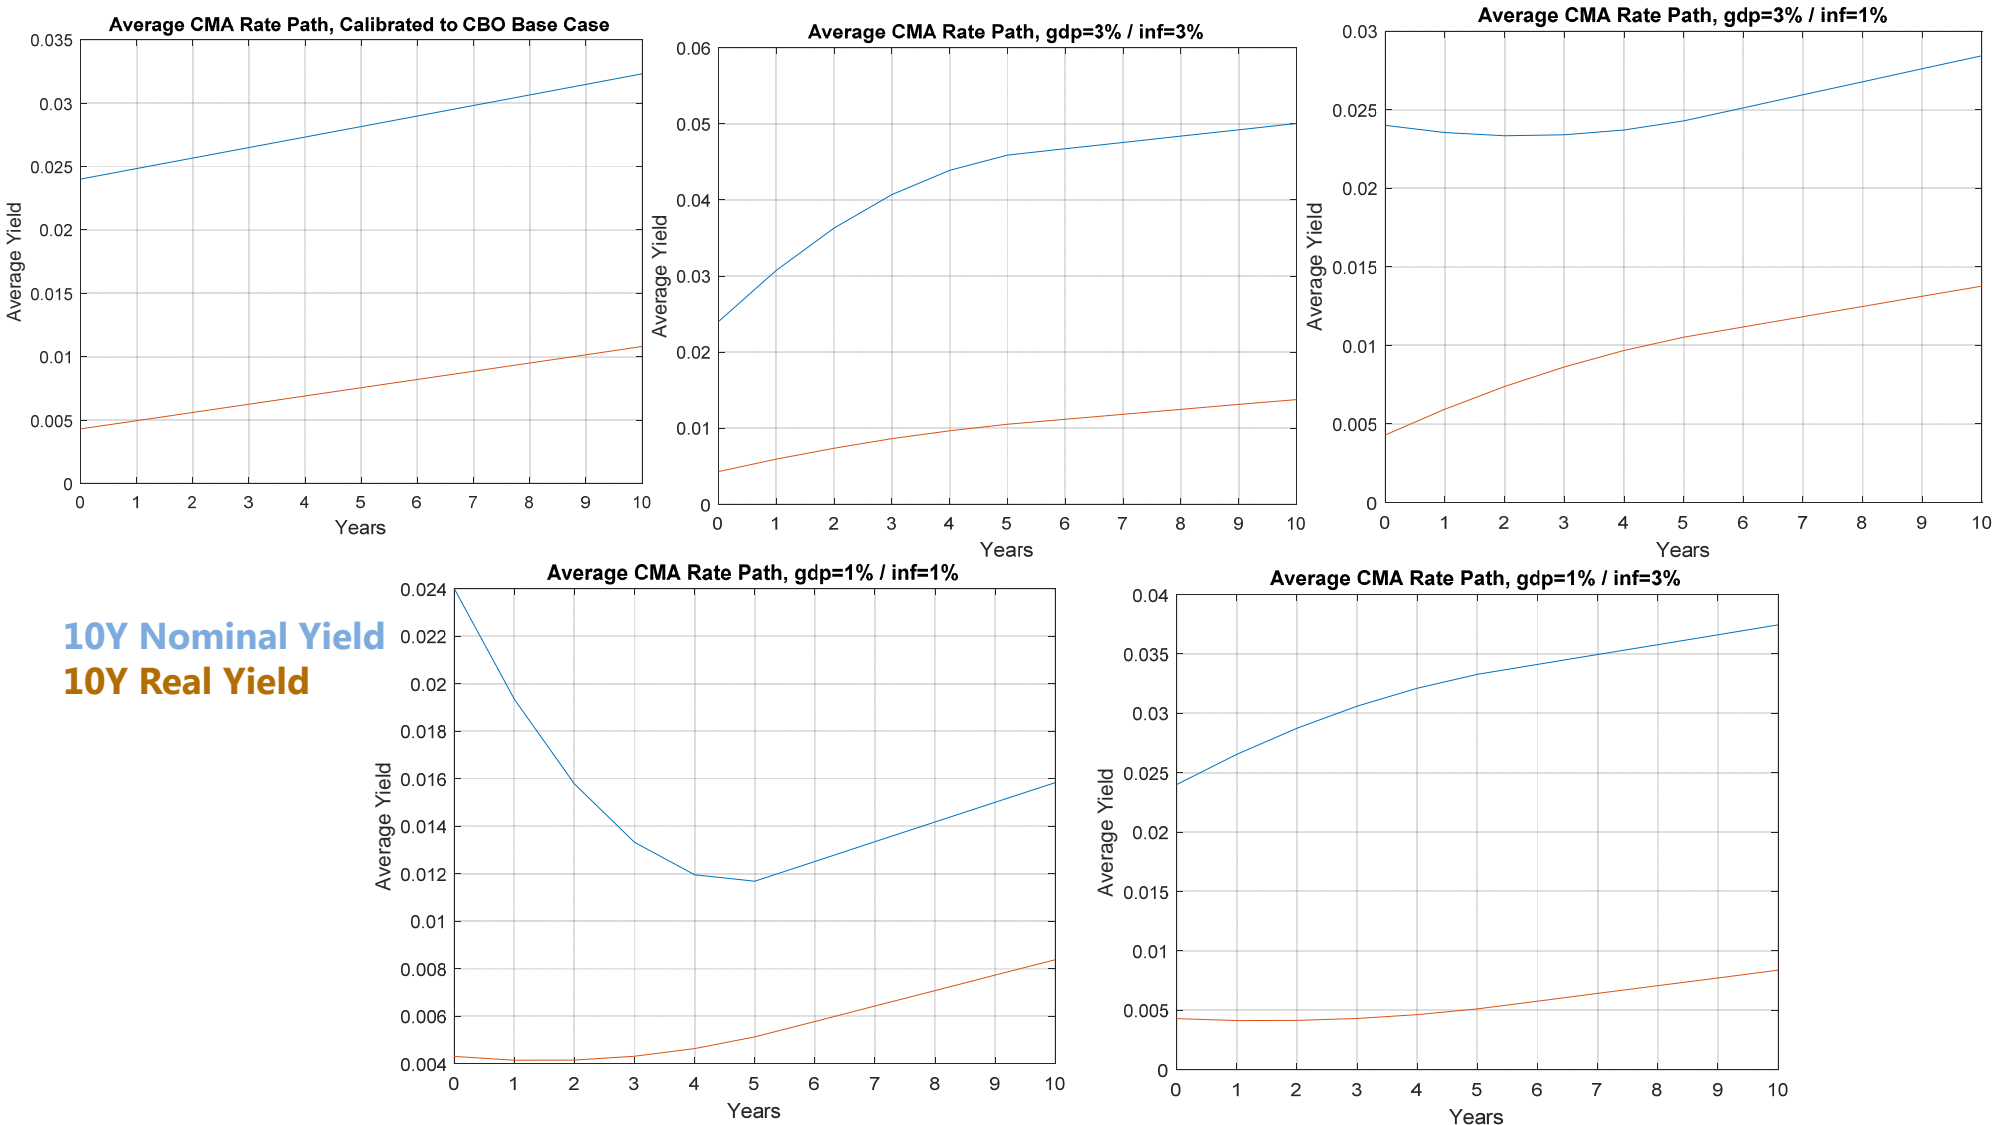 Average CMA Rate Path, Calibrated to CBO Base Case
0.035
0.03
0.025
0.02
0.015
0.01
0.005
0
0 1 2 3 4 5 6 7 8 9 10
Years
Average Yield
Average CMA Rate Path, gdp=3% / inf=3%
0.06
0.05
0.04
0.03
0.02
0.01
0
0 1 2 3 4 5 6 7 8 9 10
Years
Average Yield
Average CMA Rate Path, gdp=3% / inf=1%
0.03
0.025
0.02
0.015
0.01
0.005
0
0 1 2 3 4 5 6 7 8 9 10
Years
Average Yield
10Y Nominal Yield
10Y Real Yield
Average CMA Rate Path, gdp=1% / inf=1%
0.024
0.022
0.02
0.018
0.016
0.014
0.012
0.01
0.008
0.006
0.004
0 1 2 3 4 5 6 7 8 9 10
Years
Average Yield
Average CMA Rate Path, gdp=1% / inf=3%
0.04
0.035
0.03
0.025
0.02
0.015
0.01
0.005
0
0 1 2 3 4 5 6 7 8 9 10
Years
Average Yield